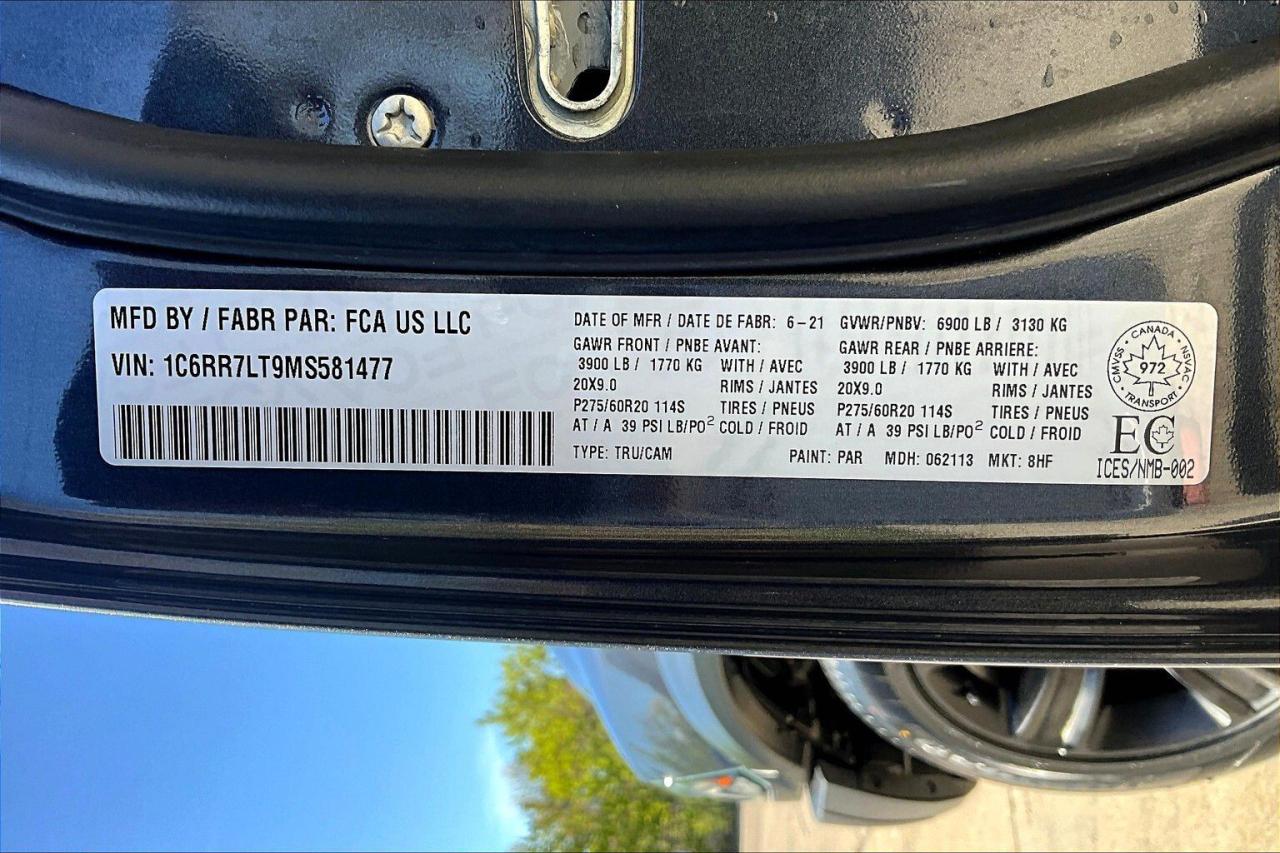 MFD BY / FABR PAR: FCA US LLC
VIN: 1C6RR7LT9MS581477
DATE OF MFR / DATE DE FABR: 6-21 GVWR/PNBV: 6900 LB / 3130 KG
GAWR FRONT / PNBE AVANT: GAWR REAR / PNBE ARRIERE:
3900 LB / 1770 KG WITH / AVEC 3900 LB / 1770 KG WITH / AVEC
20X9.0 RIMS / JANTES 20X9.0 RIMS / JANTES
P275/60R20 114S TIRES / PNEUS P275/60R20 114S TIRES / PNEUS
AT / A 39 PSI LB/PO² COLD / FROID AT / A 39 PSI LB/PO² COLD / FROID
TYPE: TRU/CAM PAINT: PAR MDH: 062113 MKT: 8HF
CANADA
CMVSS 972 NSVAC
TRANSPORT
EC
ICES/NMB-002